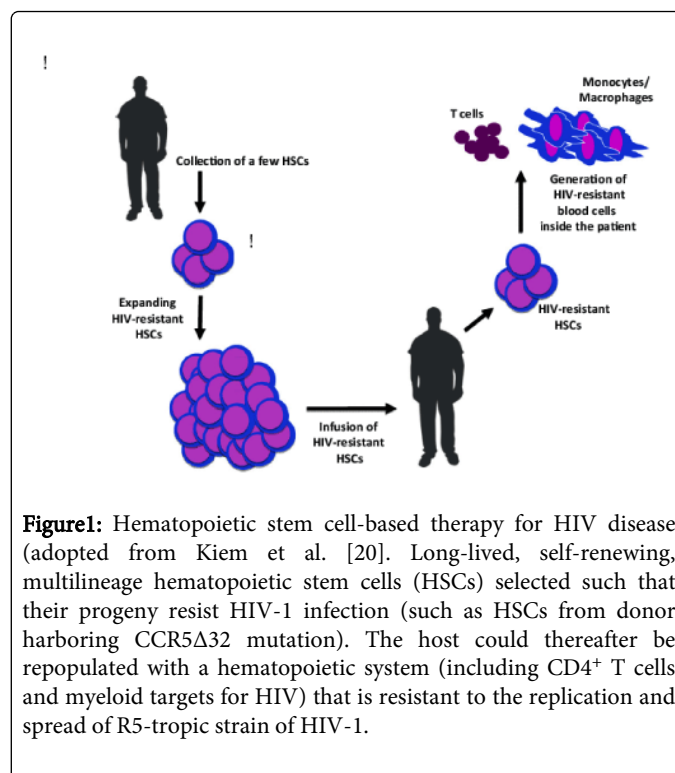 !
Collection of a few HSCs
!
Expanding
HIV-resistant
HSCs
Infusion of
HIV-resistant
HSCs
HIV-resistant
HSCs
Generation of
HIV-resistant
blood cells
inside the patient
T cells
Monocytes/
Macrophages
Figure1: Hematopoietic stem cell-based therapy for HIV disease
(adopted from Kiem et al. [20]. Long-lived, self-renewing,
multilineage hematopoietic stem cells (HSCs) selected such that
their progeny resist HIV-1 infection (such as HSCs from donor
harboring CCR5Δ32 mutation). The host could thereafter be
repopulated with a hematopoietic system (including CD4⁺ T cells
and myeloid targets for HIV) that is resistant to the replication and
spread of R5-tropic strain of HIV-1.